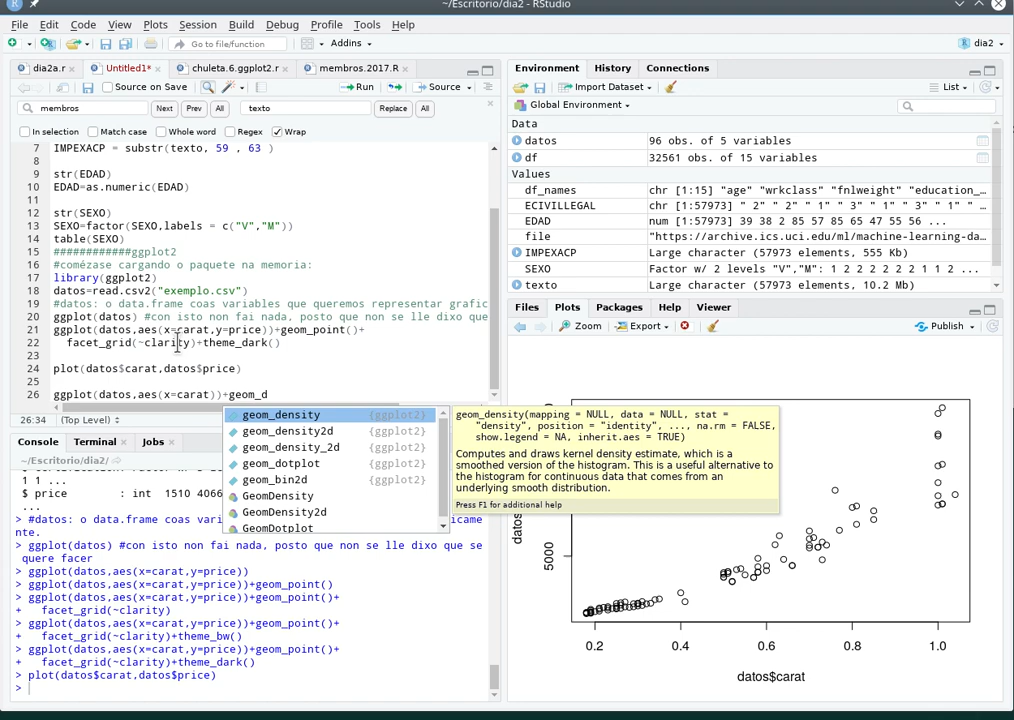 ~/Escritorio/dia2 - RStudio
File Edit Code View Plots Session Build Debug Profile Tools Help
Go to file/function Addins dia2
dia2a.r Untitled1* chuleta.6.ggplot2.r membros.2017.R
Source on Save Run Source
membros Next Prev All texto Replace All
In selection Match case Whole word Regex Wrap
7 IMPEXACP = substr(texto, 59 , 63 )
8
9 str(EDAD)
10 EDAD=as.numeric(EDAD)
11
12 str(SEXO)
13 SEXO=factor(SEXO,labels = c("V","M"))
14 table(SEXO)
15 ############ggplot2
16 #comézase cargando o paquete na memoria:
17 library(ggplot2)
18 datos=read.csv2("exemplo.csv")
19 #datos: o data.frame coas variables que queremos representar grafic
20 ggplot(datos) #con isto non fai nada, posto que non se lle dixo que
21 ggplot(datos,aes(x=carat,y=price))+geom_point()+
22 facet_grid(~clarity)+theme_dark()
23
24 plot(datos$carat,datos$price)
25
26 ggplot(datos,aes(x=carat))+geom_d
26:34 (Top Level)
geom_density {ggplot2}
geom_density2d {ggplot2}
geom_density_2d {ggplot2}
geom_dotplot {ggplot2}
geom_bin2d {ggplot2}
GeomDensity
GeomDensity2d
GeomDotplot
geom_density(mapping = NULL, data = NULL, stat =
"density", position = "identity", ..., na.rm = FALSE,
show.legend = NA, inherit.aes = TRUE)
Computes and draws kernel density estimate, which is a
smoothed version of the histogram. This is a useful alternative to
the histogram for continuous data that comes from an
underlying smooth distribution.
Press F1 for additional help
Console Terminal Jobs
~/Escritorio/dia2/
1 1 ...
$ price : int 1510 4066
...
> #datos: o data.frame coas vari
icame
nte.
> ggplot(datos) #con isto non fai nada, posto que non se lle dixo que se
quere facer
> ggplot(datos,aes(x=carat,y=price))
> ggplot(datos,aes(x=carat,y=price))+geom_point()
> ggplot(datos,aes(x=carat,y=price))+geom_point()+
+ facet_grid(~clarity)
> ggplot(datos,aes(x=carat,y=price))+geom_point()+
+ facet_grid(~clarity)+theme_bw()
> ggplot(datos,aes(x=carat,y=price))+geom_point()+
+ facet_grid(~clarity)+theme_dark()
> plot(datos$carat,datos$price)
>
Environment History Connections
Import Dataset List
Global Environment
Data
datos 96 obs. of 5 variables
df 32561 obs. of 15 variables
Values
df_names chr [1:15] "age" "wrkclass" "fnlweight" "education_…
ECIVILLEGAL chr [1:57973] " 2" " 2" " 1" " 3" " 1" " 3" " 1" …
EDAD num [1:57973] 39 38 2 85 57 85 65 47 55 56 ...
file "https://archive.ics.uci.edu/ml/machine-learning-da…
IMPEXACP Large character (57973 elements, 555 Kb)
SEXO Factor w/ 2 levels "V","M": 1 2 2 2 2 2 2 1 1 2 ...
texto Large character (57973 elements, 10.2 Mb)
Files Plots Packages Help Viewer
Zoom Export Publish
datos
5000
0.2 0.4 0.6 0.8 1.0
datos$carat